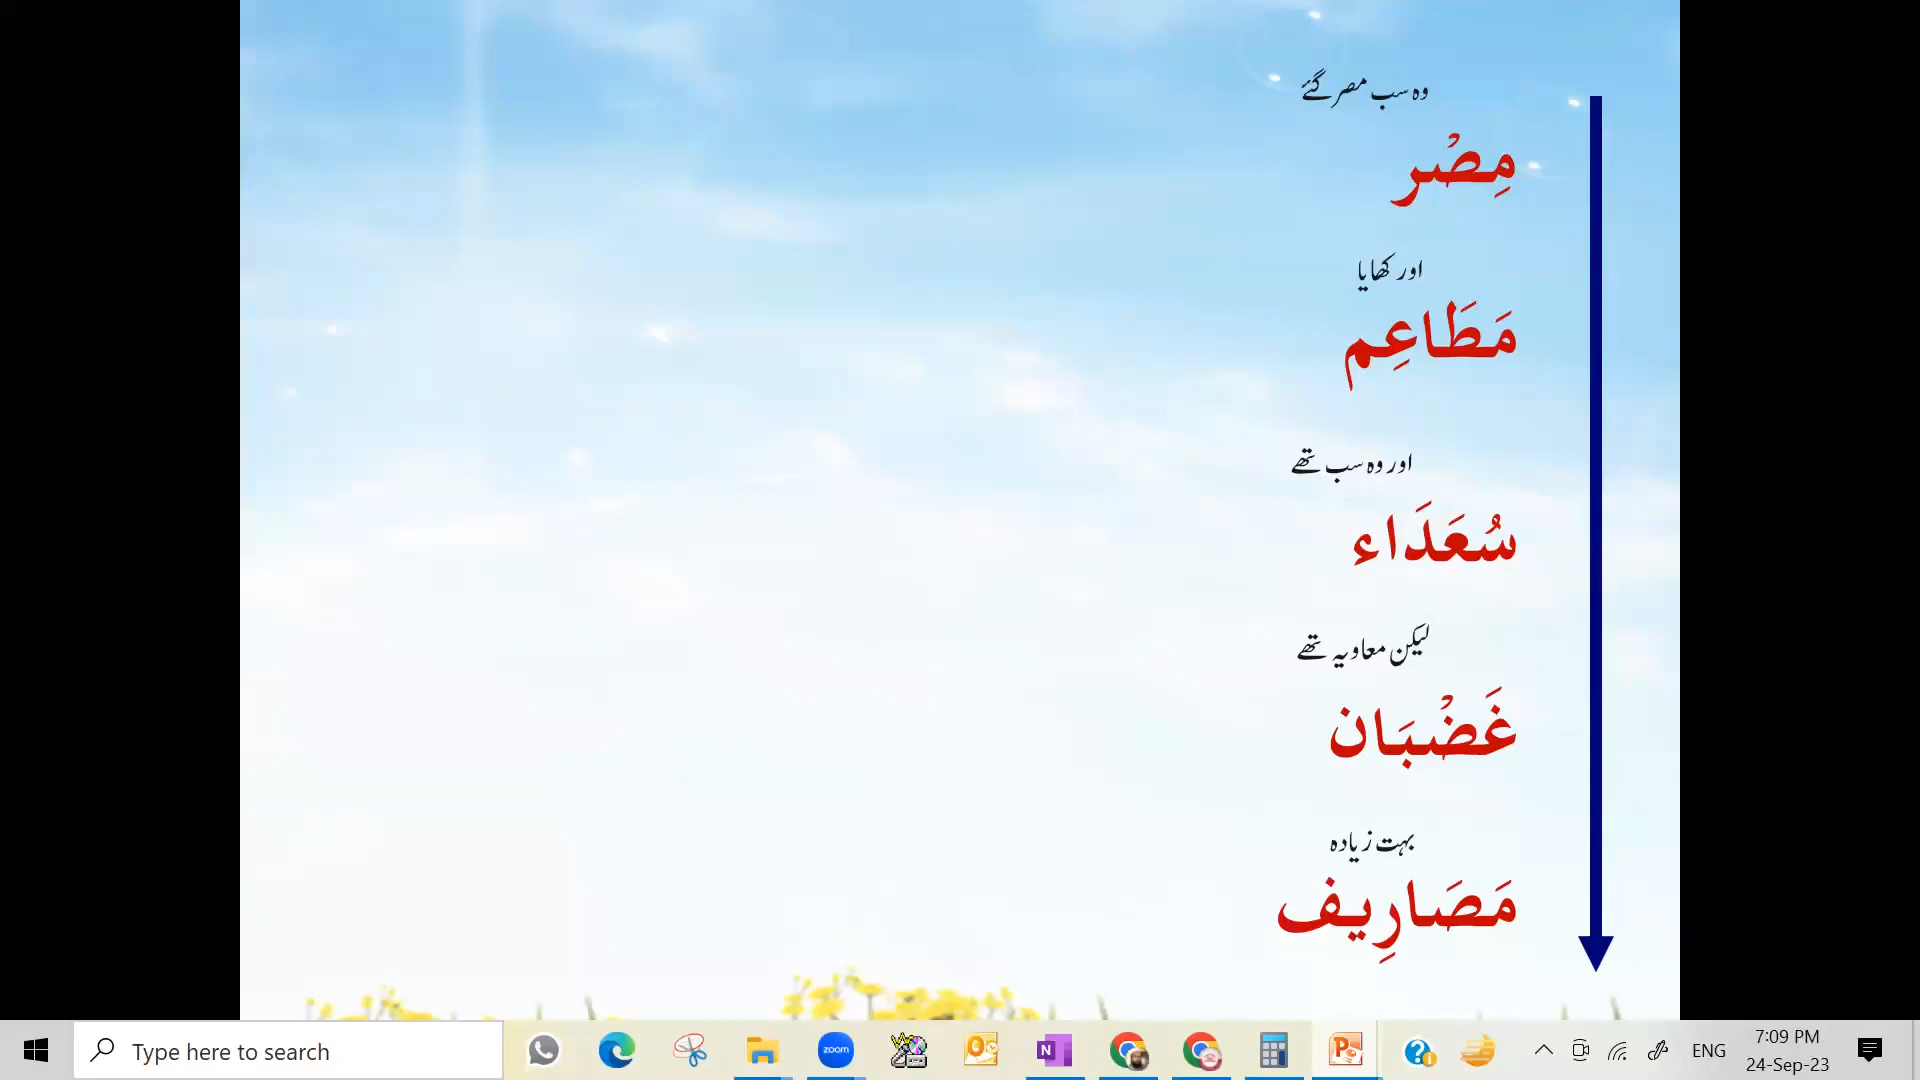 وہ سب مصر گئے
مِصْر
اور کھایا
مَطَاعِم
اور وہ سب تھے
سُعَدَاء
لیکن معاویہ تھے
غَضْبَان
بہت زیادہ
مَصَارِيف
Type here to search
zoom
ENG
7:09 PM
24-Sep-23